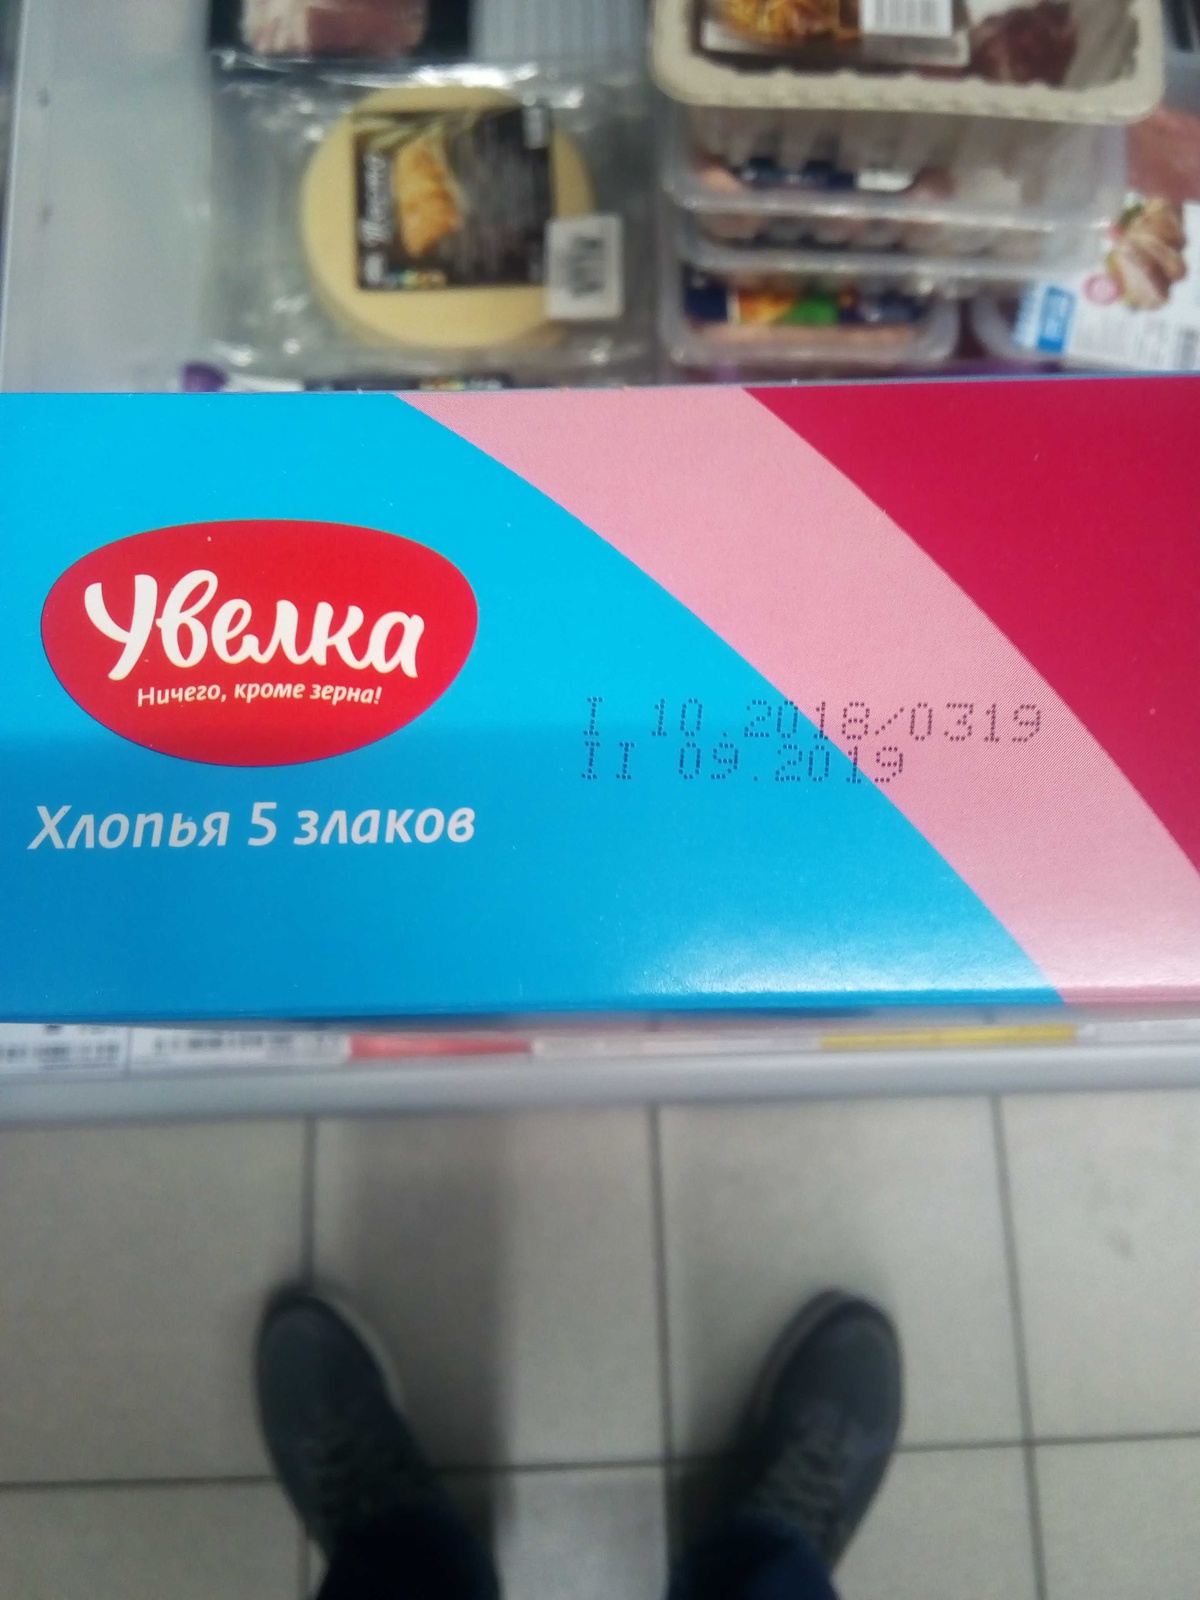 Увелка
Ничего, кроме зерна!
I 10.2018/0319
II 09.2019
Хлопья 5 злаков